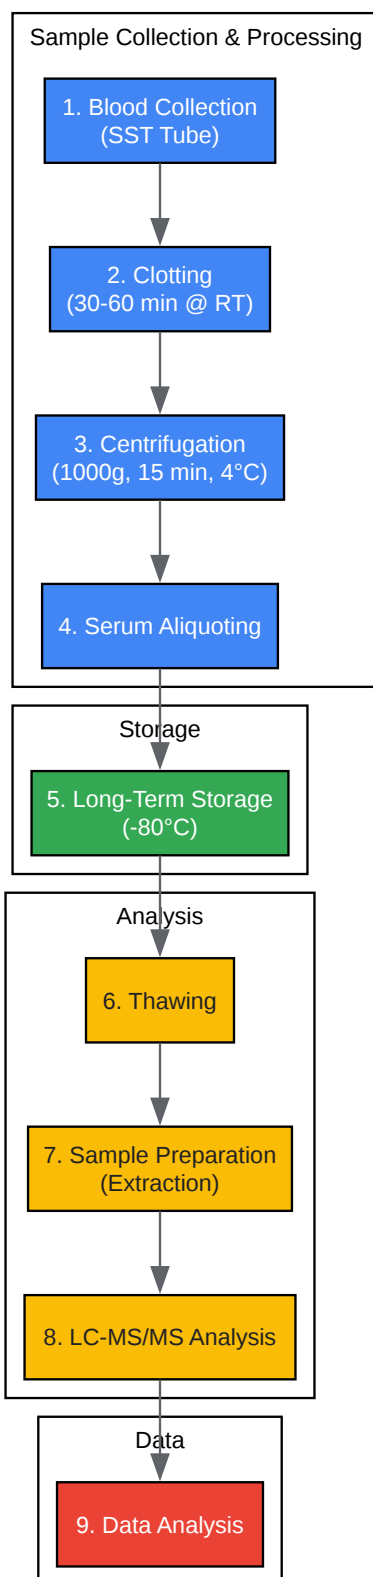 Sample Collection & Processing
1. Blood Collection
(SST Tube)
2. Clotting
(30-60 min @ RT)
3. Centrifugation
(1000g, 15 min, 4°C)
4. Serum Aliquoting
Storage
5. Long-Term Storage
(-80°C)
Analysis
6. Thawing
7. Sample Preparation
(Extraction)
8. LC-MS/MS Analysis
Data
9. Data Analysis